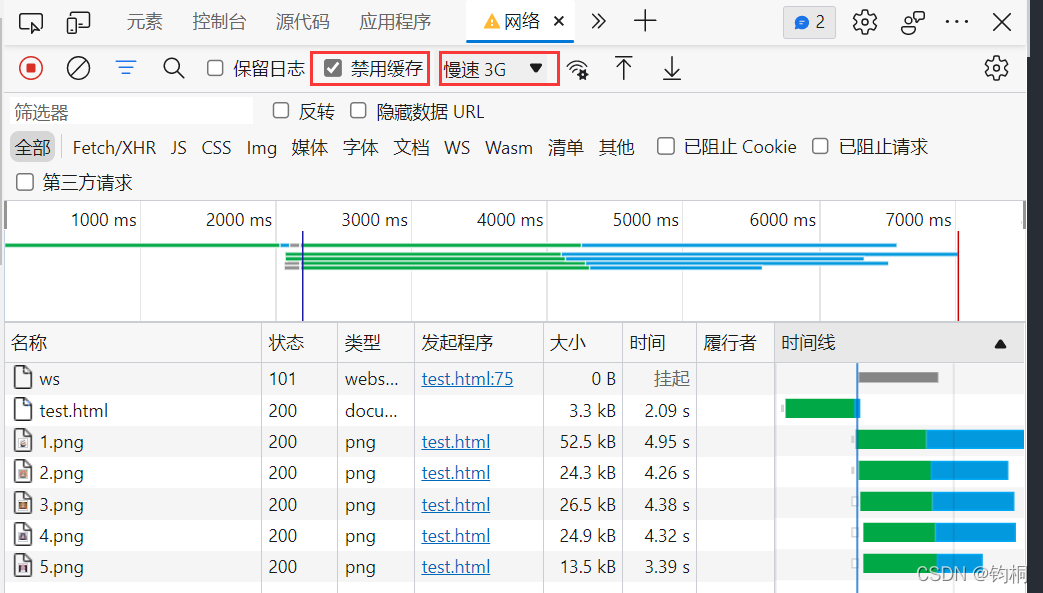 元素 控制台 源代码 应用程序 网络 2
保留日志 禁用缓存 慢速 3G
筛选器 反转 隐藏数据 URL
全部 Fetch/XHR JS CSS Img 媒体 字体 文档 WS Wasm 清单 其他 已阻止 Cookie 已阻止请求
第三方请求
1000 ms 2000 ms 3000 ms 4000 ms 5000 ms 6000 ms 7000 ms
名称 状态 类型 发起程序 大小 时间 履行者 时间线
ws 101 webs... test.html:75 0 B 挂起
test.html 200 docu... 3.3 kB 2.09 s
1.png 200 png test.html 52.5 kB 4.95 s
2.png 200 png test.html 24.3 kB 4.26 s
3.png 200 png test.html 26.5 kB 4.38 s
4.png 200 png test.html 24.9 kB 4.32 s
5.png 200 png test.html 13.5 kB 3.39 s
CSDN @钧桐